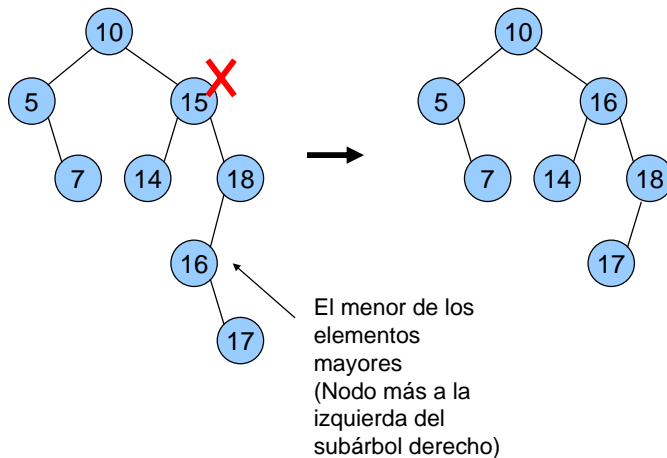 10
10
5
15
5
16
7
14
18
7
14
18
16
17
17
El menor de los
elementos
mayores
(Nodo más a la
izquierda del
subárbol derecho)